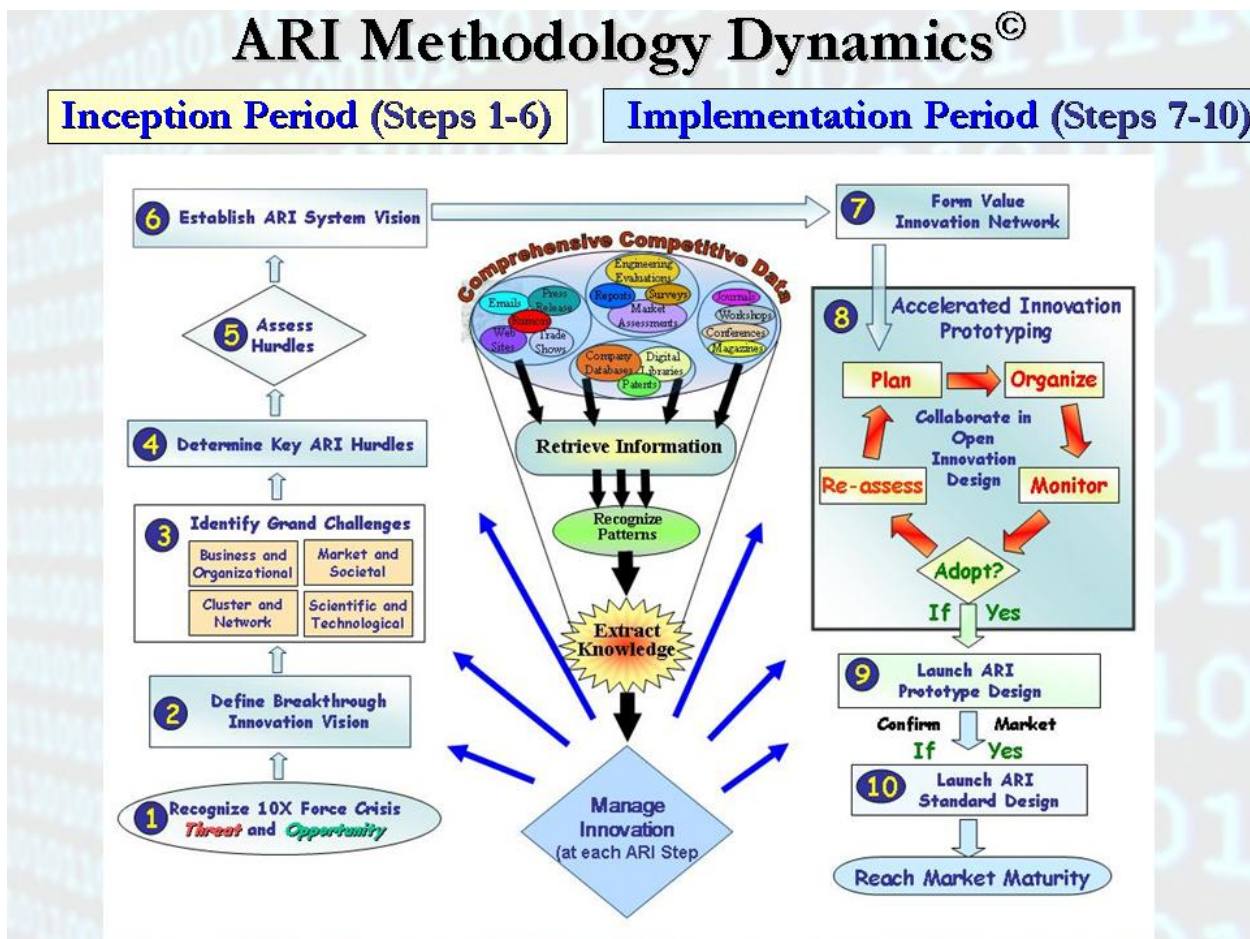 ARI Methodology Dynamics©
Inception Period (Steps 1-6)
Implementation Period (Steps 7-10)
6 Establish ARI System Vision
5 Assess
Hurdles
4 Determine Key ARI Hurdles
3 Identify Grand Challenges
Business and
Organizational
Market and
Societal
Cluster and
Network
Scientific and
Technological
2 Define Breakthrough
Innovation Vision
1 Recognize 10X Force Crisis
Threat and Opportunity
Comprehensive Competitive Data
Emails
Press
Release
Rumors
Web
Sites
Trade
Shows
Engineering
Evaluations
Reports
Surveys
Market
Assessments
Company
Databases
Digital
Libraries
Patents
Journals
Workshops
Conferences
Magazines
Retrieve Information
Recognize
Patterns
Extract
Knowledge
Manage
Innovation
(at each ARI Step
7 Form Value
Innovation Network
8 Accelerated Innovation
Prototyping
Plan
Organize
Collaborate in
Open
Innovation
Design
Re-assess
Monitor
Adopt?
If Yes
9 Launch ARI
Prototype Design
Confirm Market
If Yes
10 Launch ARI
Standard Design
Reach Market Maturity